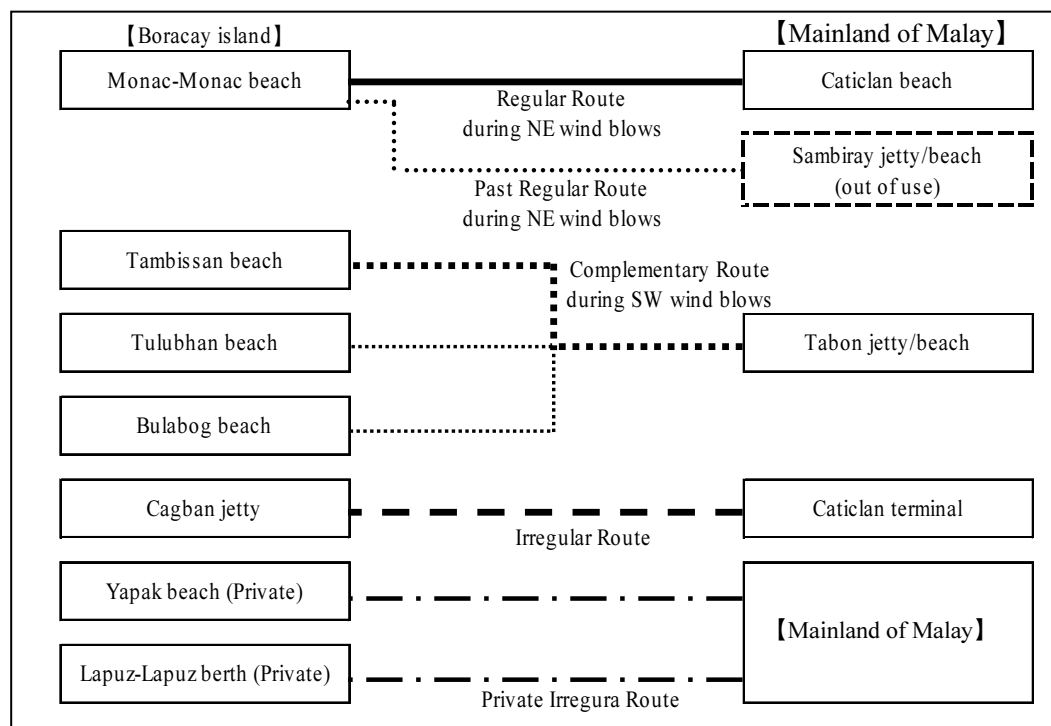 【Boracay island】
【Mainland of Malay】
Monac-Monac beach
Caticlan beach
Regular Route
during NE wind blows
Sambiray jetty/beach
(out of use)
Past Regular Route
during NE wind blows
Tambissan beach
Complementary Route
during SW wind blows
Tulubhan beach
Tabon jetty/beach
Bulabog beach
Cagban jetty
Caticlan terminal
Irregular Route
Yapak beach (Private)
【Mainland of Malay】
Lapuz-Lapuz berth (Private)
Private Irregura Route